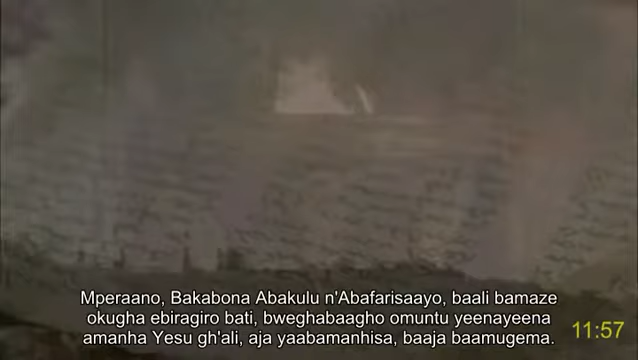 Mperaano, Bakabona Abakulu n'Abafarisaayo, baali bamaze
okugha ebiragiro bati, bweghabaagho omuntu yeenayeena
amanha Yesu gh'ali, aja yaabamanhisa, baaja baamugema.
11:57